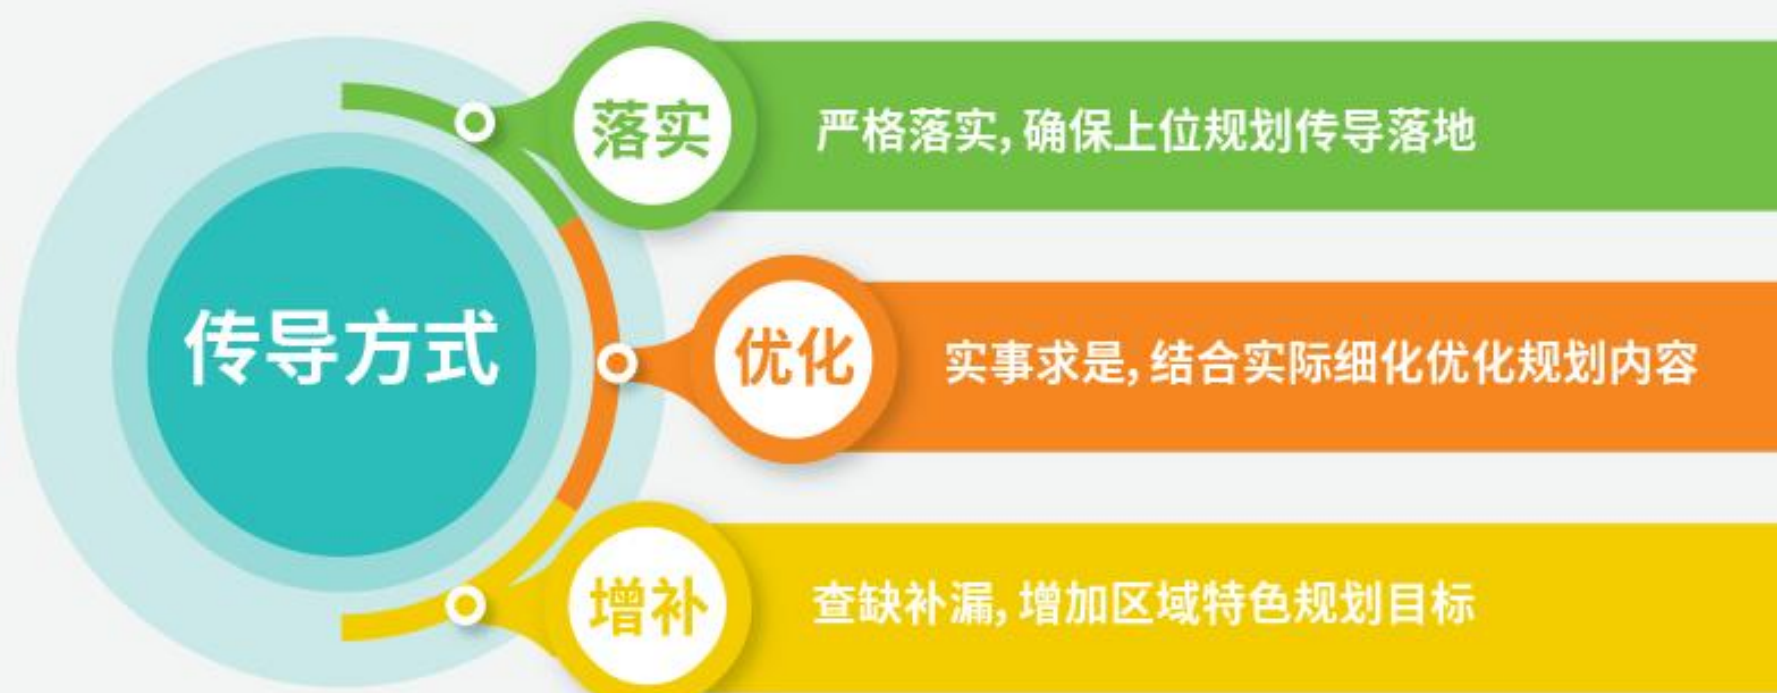 传导方式
落实
严格落实,确保上位规划传导落地
优化
实事求是,结合实际细化优化规划内容
增补
查缺补漏,增加区域特色规划目标